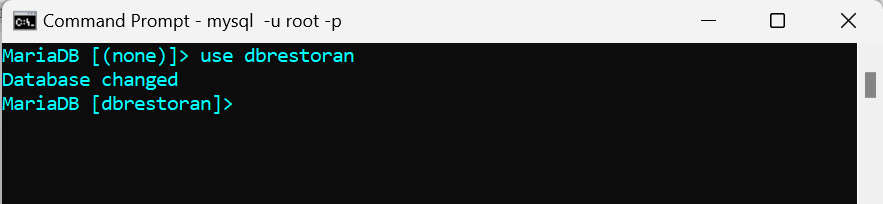 Command Prompt - mysql  -u root -p
MariaDB [(none)]> use dbrestoran
Database changed
MariaDB [dbrestoran]>